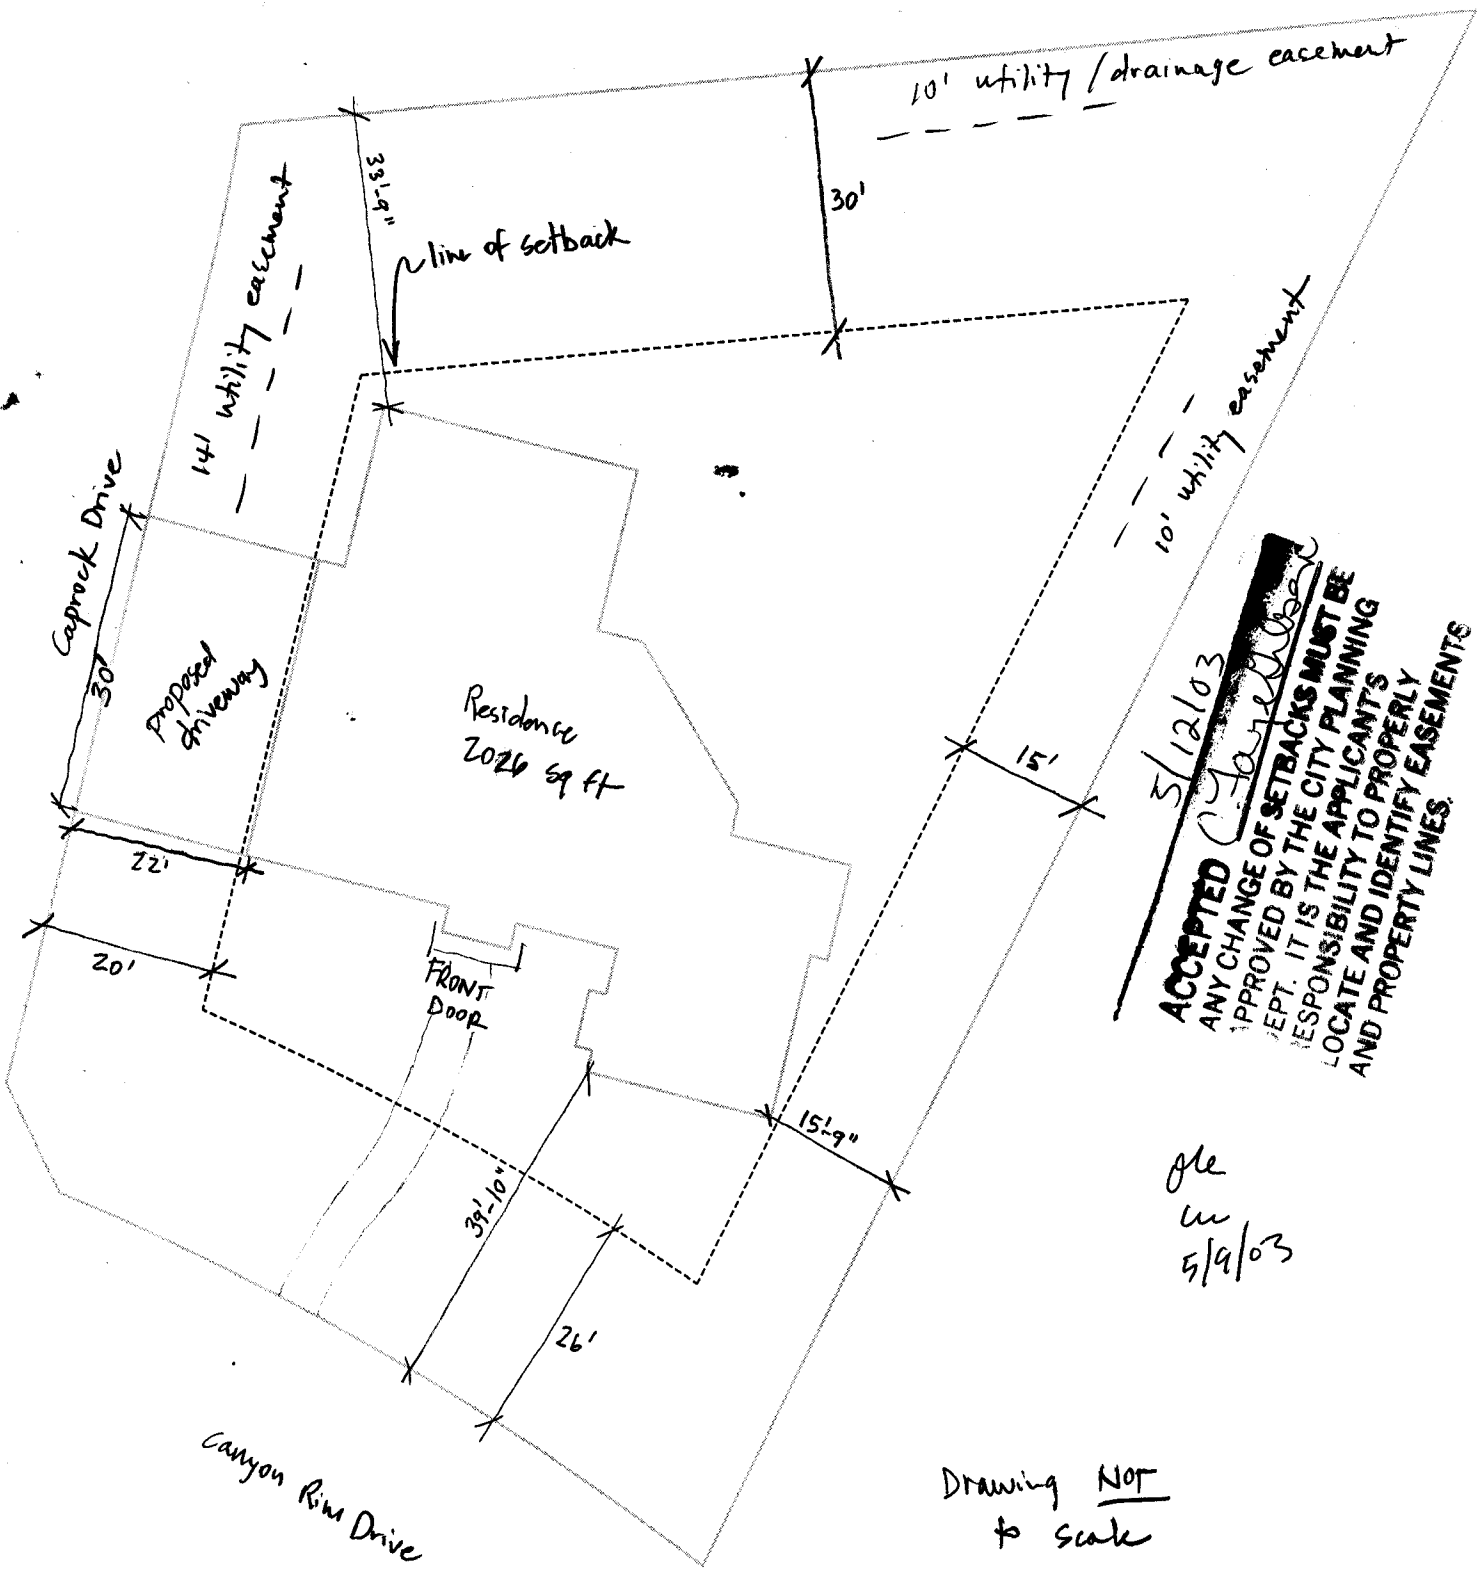 10' utility / drainage easement
33'-9"
30'
line of setback
14' utility easement
10' utility easement
Caprock Drive
30'
proposed
driveway
Residence
2026 sq ft
15'
22'
20'
FRONT
DOOR
15'-9"
39'-10"
26'
Canyon Rim Drive
5/12/03
ACCEPTED
ANY CHANGE OF SETBACKS MUST BE
APPROVED BY THE CITY PLANNING
EPT. IT IS THE APPLICANT'S
RESPONSIBILITY TO PROPERLY
LOCATE AND IDENTIFY EASEMENTS
AND PROPERTY LINES.
5/9/03
Drawing NOT
to scale